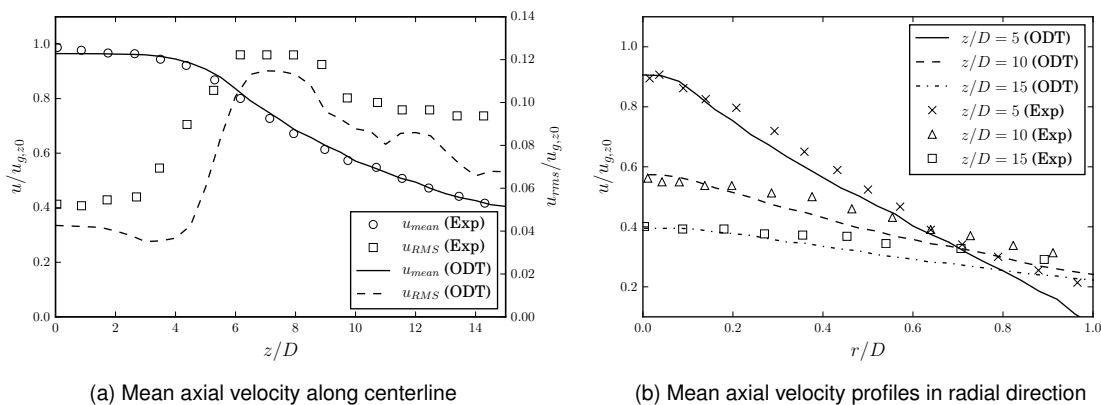 1.0
0.8
0.6
0.4
0.2
0.0
u/u_{g,z0}
0 2 4 6 8 10 12 14
z/D
0.14
0.12
0.10
0.08
0.06
0.04
0.02
0.00
u_{rms}/u_{g,z0}
u_{mean} (Exp)
u_{RMS} (Exp)
u_{mean} (ODT)
u_{RMS} (ODT)
(a) Mean axial velocity along centerline
1.0
0.8
0.6
0.4
0.2
u/u_{g,z0}
0.0 0.2 0.4 0.6 0.8 1.0
r/D
z/D = 5 (ODT)
z/D = 10 (ODT)
z/D = 15 (ODT)
z/D = 5 (Exp)
z/D = 10 (Exp)
z/D = 15 (Exp)
(b) Mean axial velocity profiles in radial direction